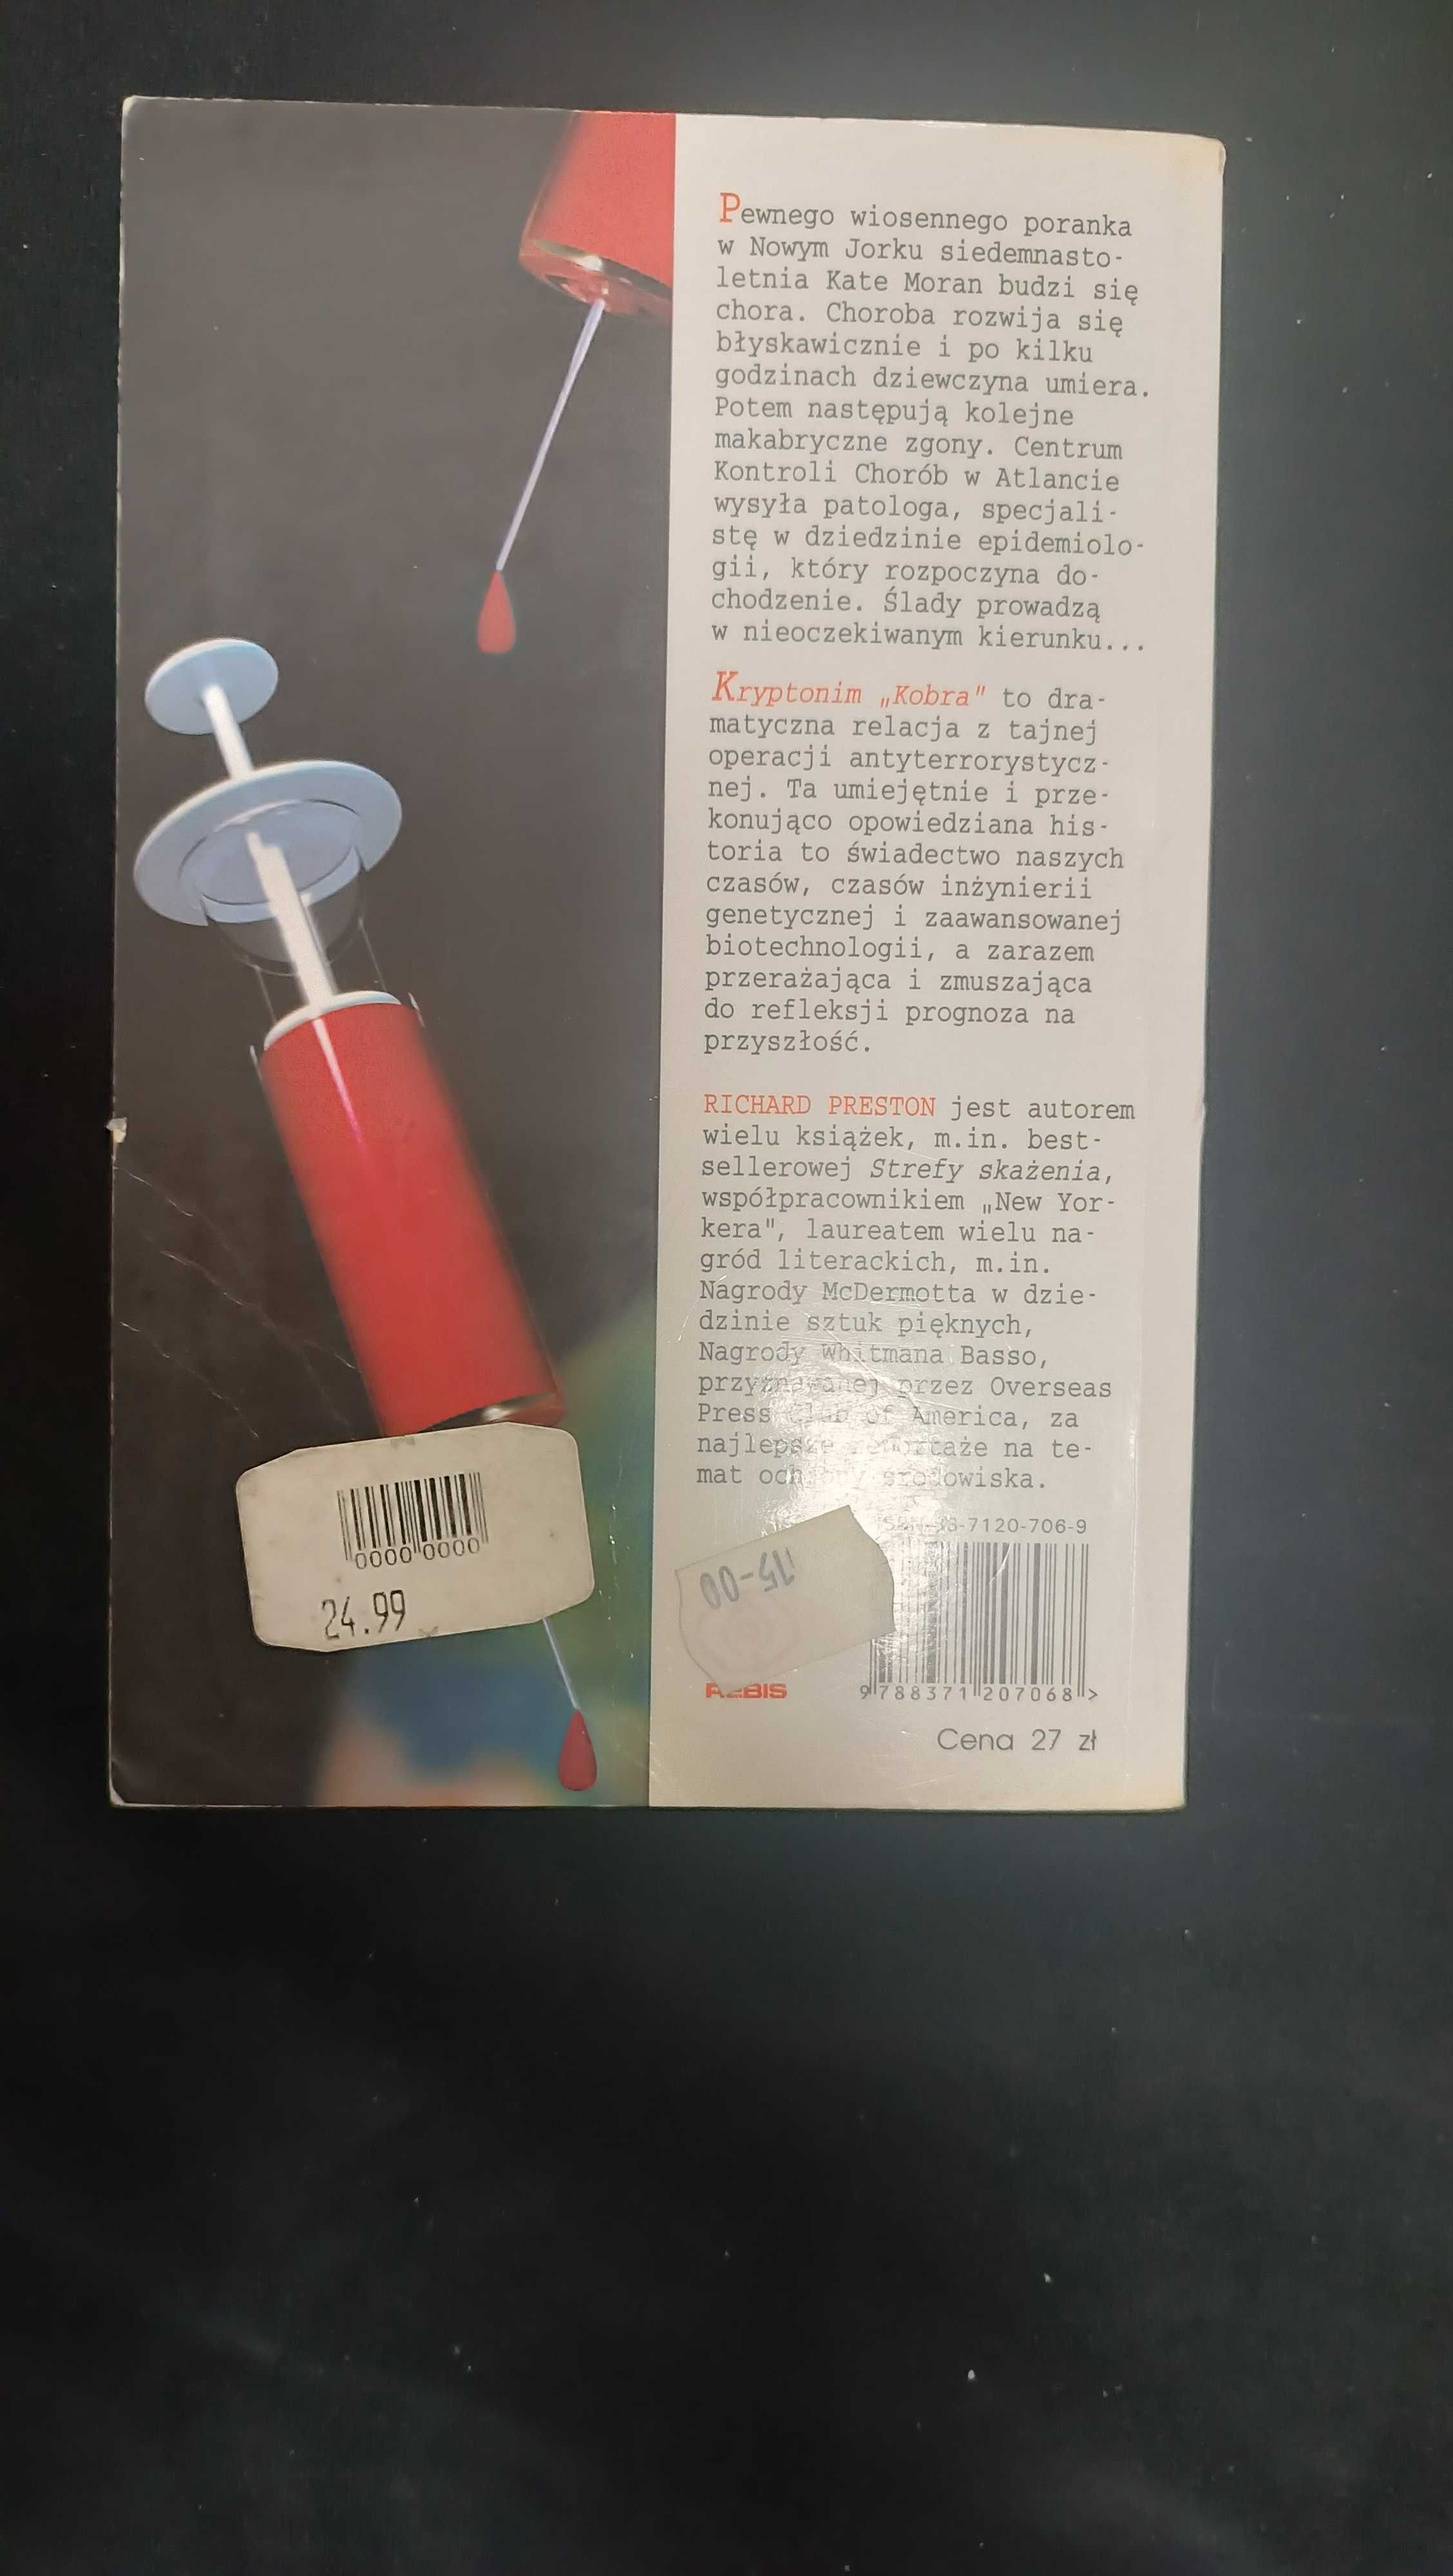 Pewnego wiosennego poranka
w Nowym Jorku siedemnasto-
letnia Kate Moran budzi się
chora. Choroba rozwija się
błyskawicznie i po kilku
godzinach dziewczyna umiera.
Potem następują kolejne
makabryczne zgony. Centrum
Kontroli Chorób w Atlancie
wysyła patologa, specjali-
stę w dziedzinie epidemiolo-
gii, który rozpoczyna do-
chodzenie. Ślady prowadzą
w nieoczekiwanym kierunku...
Kryptonim „Kobra" to dra-
matyczna relacja z tajnej
operacji antyterrorystycz-
nej. Ta umiejętnie i prze-
konująco opowiedziana his-
toria to świadectwo naszych
czasów, czasów inżynierii
genetycznej i zaawansowanej
biotechnologii, a zarazem
przerażająca i zmuszająca
do refleksji prognoza na
przyszłość.
RICHARD PRESTON jest autorem
wielu książek, m.in. best-
sellerowej Strefy skażenia,
współpracownikiem „New Yor-
kera", laureatem wielu na-
gród literackich, m.in.
Nagrody McDermotta w dzie-
dzinie sztuk pięknych,
Nagrody Whitmana Basso,
przyznawanej przez Overseas
Press Club of America, za
najlepsze reportaże na te-
mat ochrony środowiska.
0000 0000
24.99
15-00
-7120-706-9
9 788371 207068 >
REBIS
Cena 27 zł